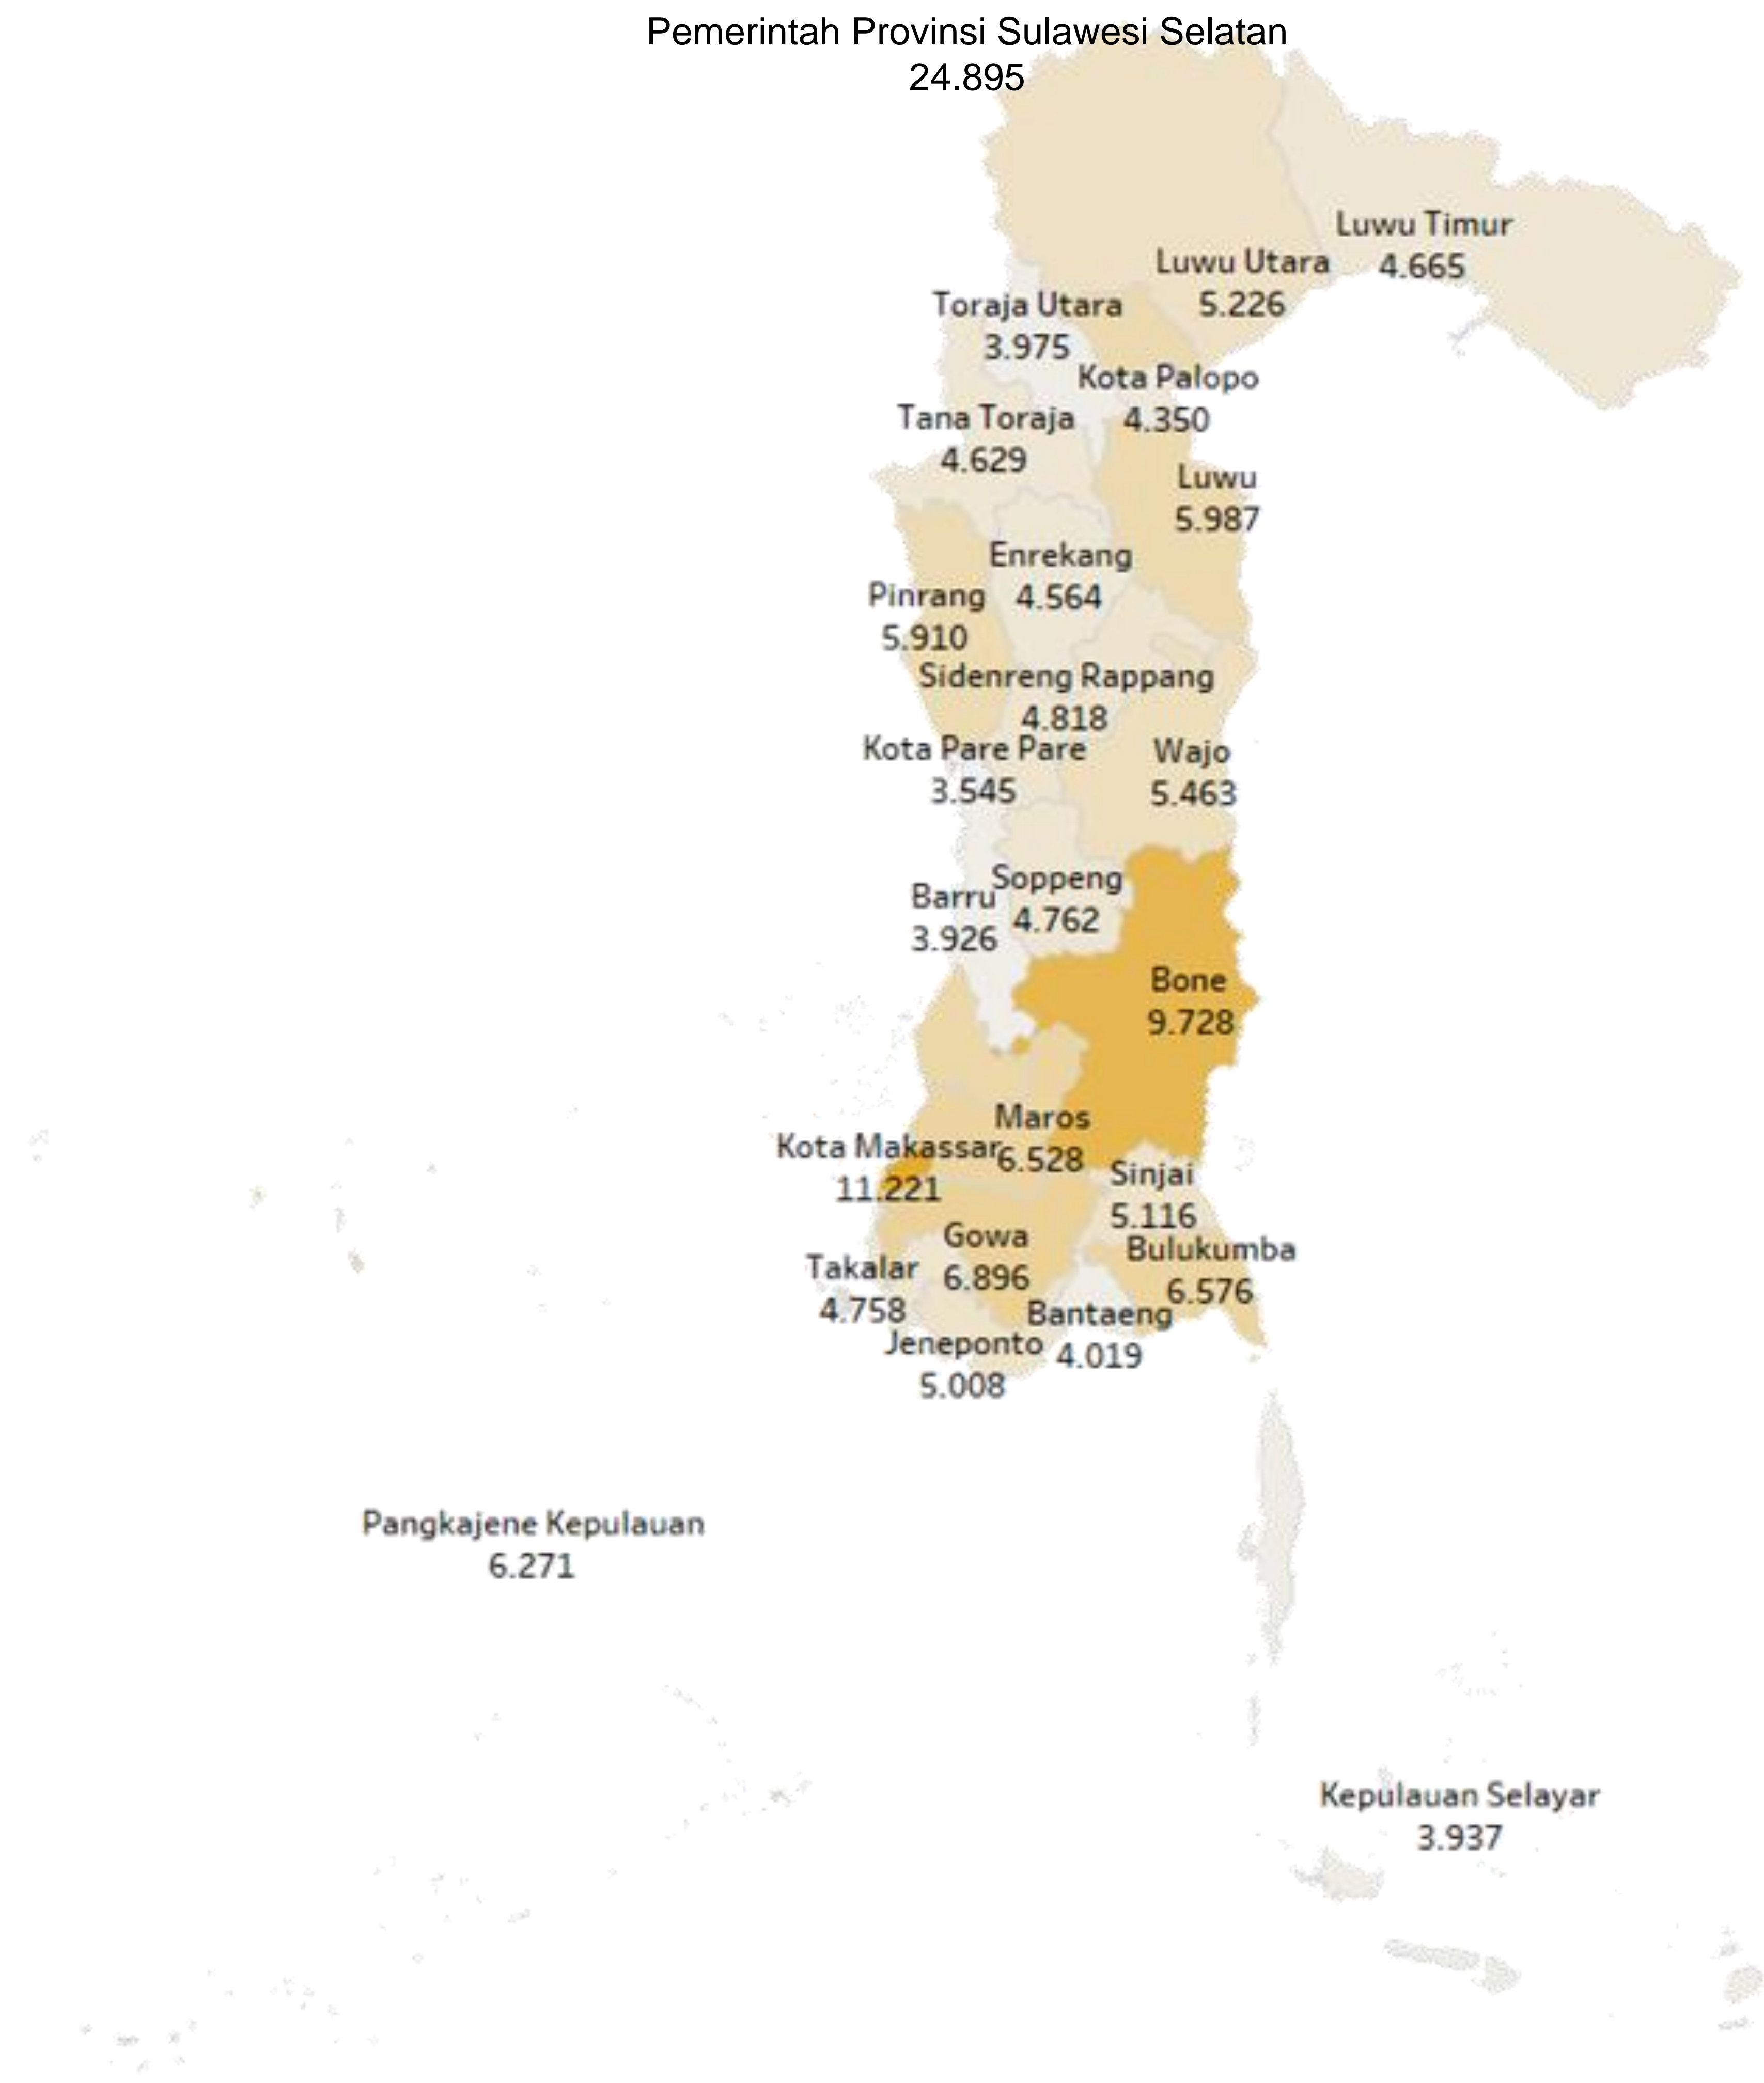 Pemerintah Provinsi Sulawesi Selatan
24.895
Luwu Timur
4.665
Luwu Utara
5.226
Toraja Utara
3.975
Kota Palopo
4.350
Tana Toraja
4.629
Luwu
5.987
Enrekang
4.564
Pinrang
5.910
Sidenreng Rappang
4.818
Kota Pare Pare
3.545
Wajo
5.463
Soppeng
4.762
Barru
3.926
Bone
9.728
Maros
6.528
Kota Makassar
11.221
Sinjai
5.116
Gowa
6.896
Bulukumba
6.576
Takalar
4.758
Bantaeng
4.019
Jeneponto
5.008
Pangkajene Kepulauan
6.271
Kepulauan Selayar
3.937